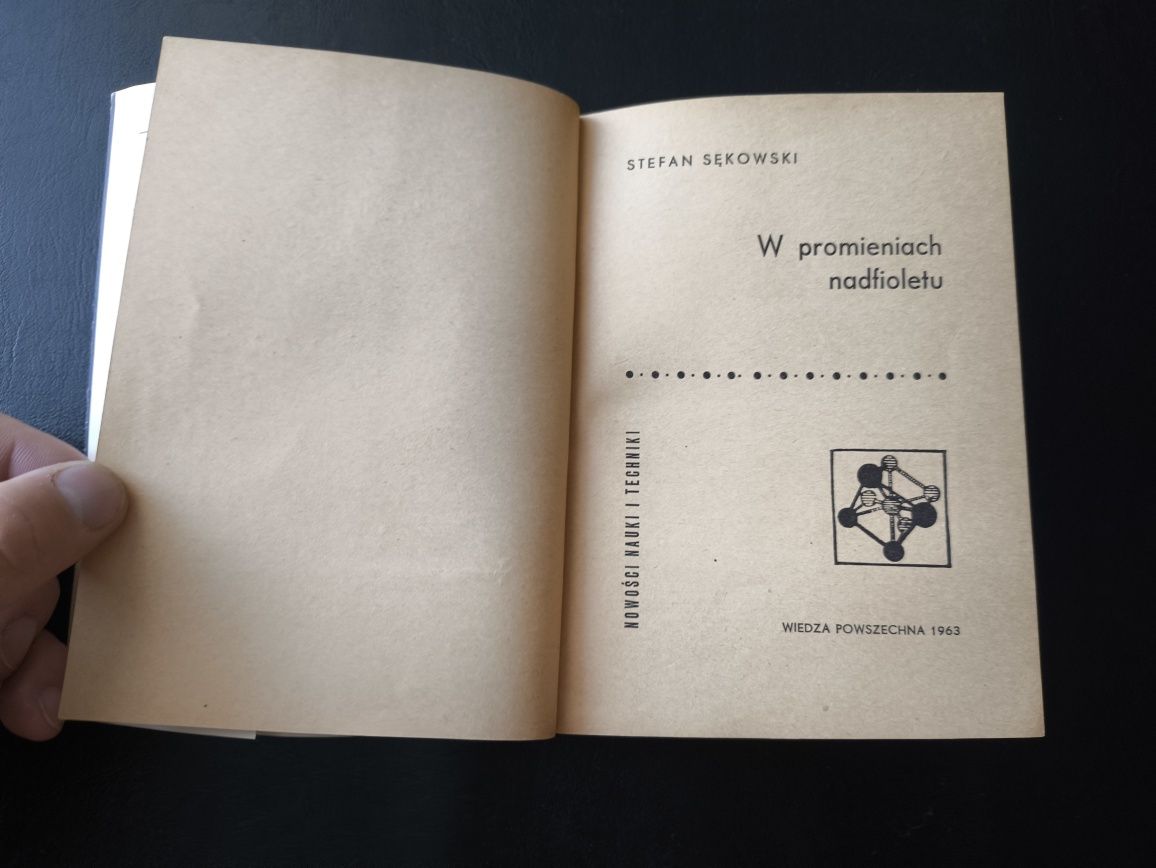 STEFAN SĘKOWSKI
W promieniach
nadfioletu
NOWOŚCI NAUKI I TECHNIKI
WIEDZA POWSZECHNA 1963